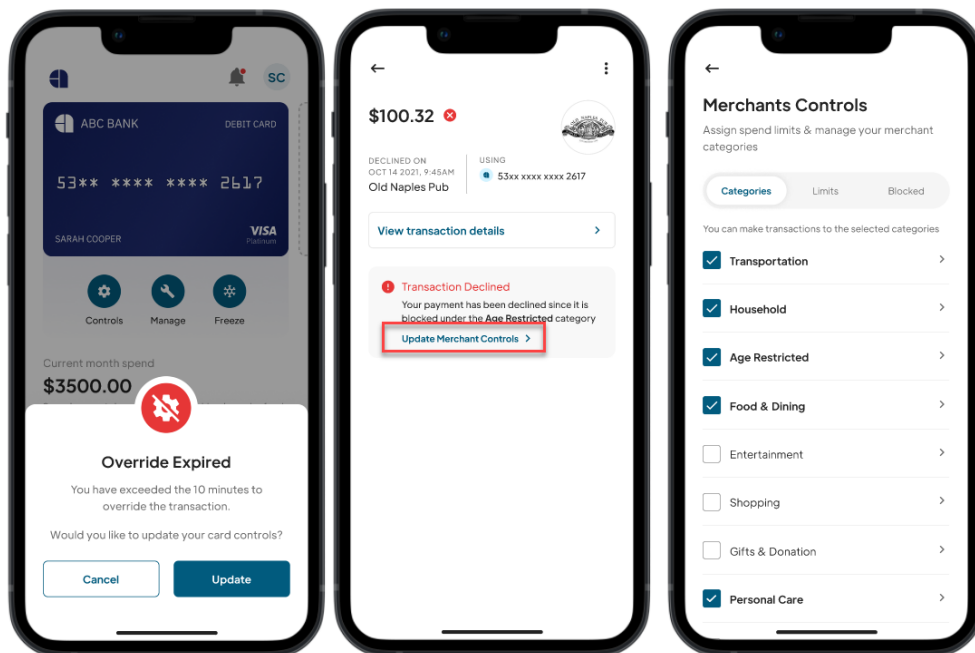 SC
ABC BANK
DEBIT CARD
53** **** **** 2617
SARAH COOPER
VISA
Platinum
Controls
Manage
Freeze
Current month spend
$3500.00
Override Expired
You have exceeded the 10 minutes to
override the transaction.
Would you like to update your card controls?
Cancel
Update
$100.32
OLD NAPLES PUB
DECLINED ON
OCT 14 2021, 9:45AM
Old Naples Pub
USING
53xx xxxx xxxx 2617
View transaction details
Transaction Declined
Your payment has been declined since it is
blocked under the Age Restricted category
Update Merchant Controls
Merchants Controls
Assign spend limits & manage your merchant
categories
Categories
Limits
Blocked
You can make transactions to the selected categories
Transportation
Household
Age Restricted
Food & Dining
Entertainment
Shopping
Gifts & Donation
Personal Care